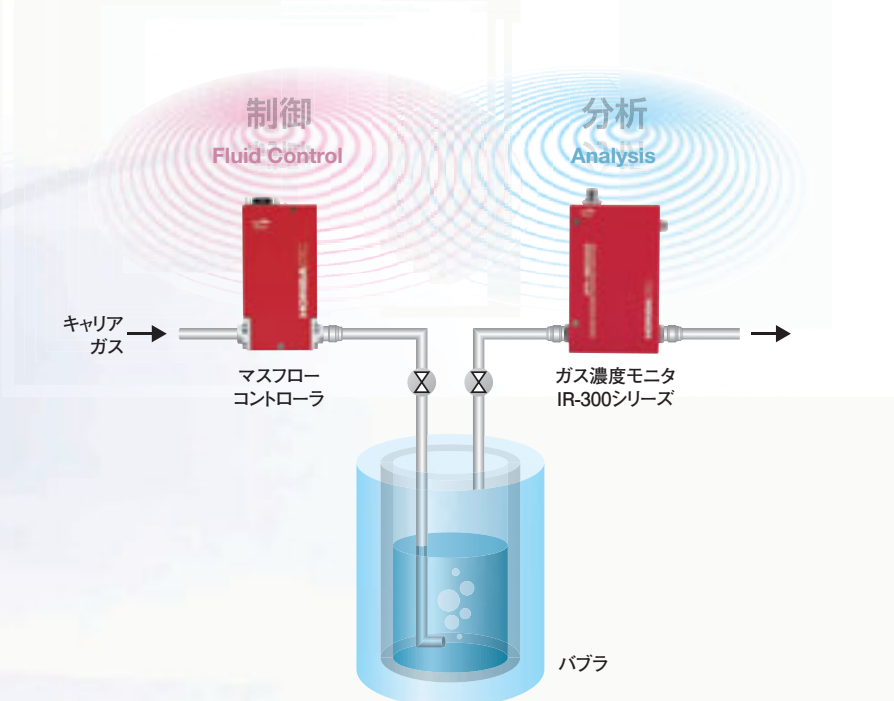 制御
Fluid Control
分析
Analysis
HORIBA
キャリア
ガス
マスフロー
コントローラ
ガス濃度モニタ
IR-300シリーズ
バブラ